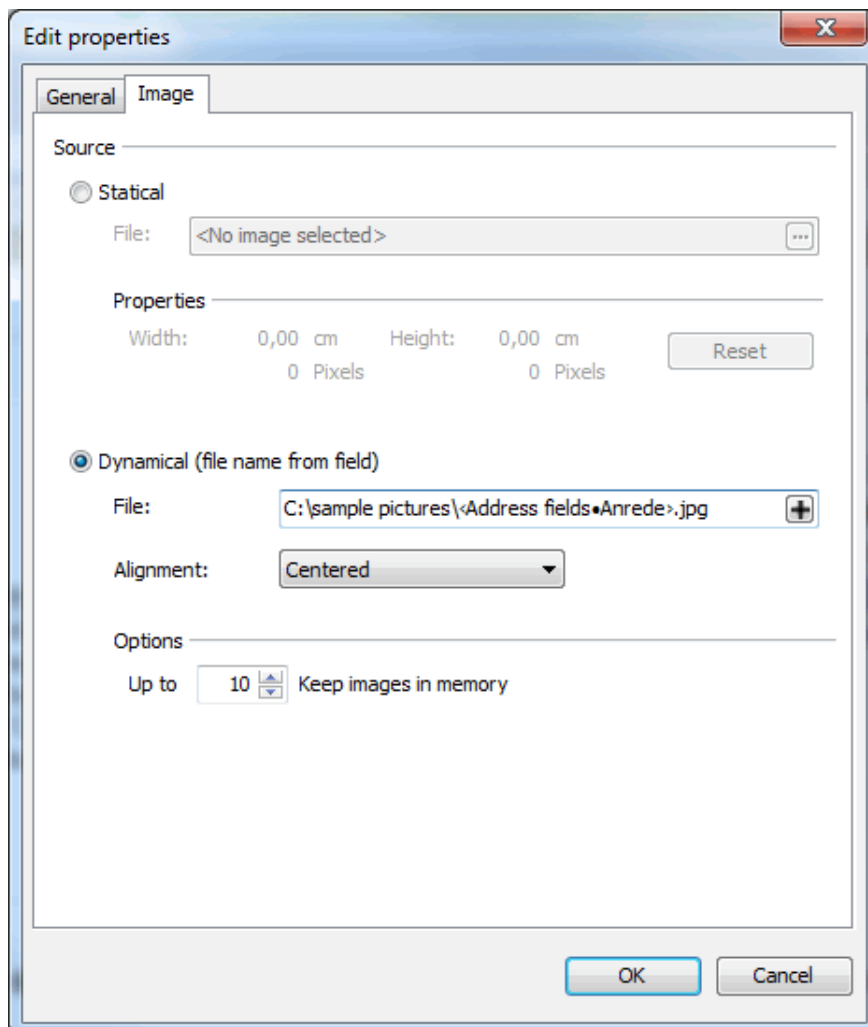 Edit properties
General Image
Source
Statical
File: <No image selected> ...
Properties
Width: 0,00 cm Height: 0,00 cm Reset
0 Pixels 0 Pixels
Dynamical (file name from field)
File: C:\sample pictures\‹Address fields•Anrede›.jpg
Alignment: Centered
Options
Up to 10 Keep images in memory
OK Cancel